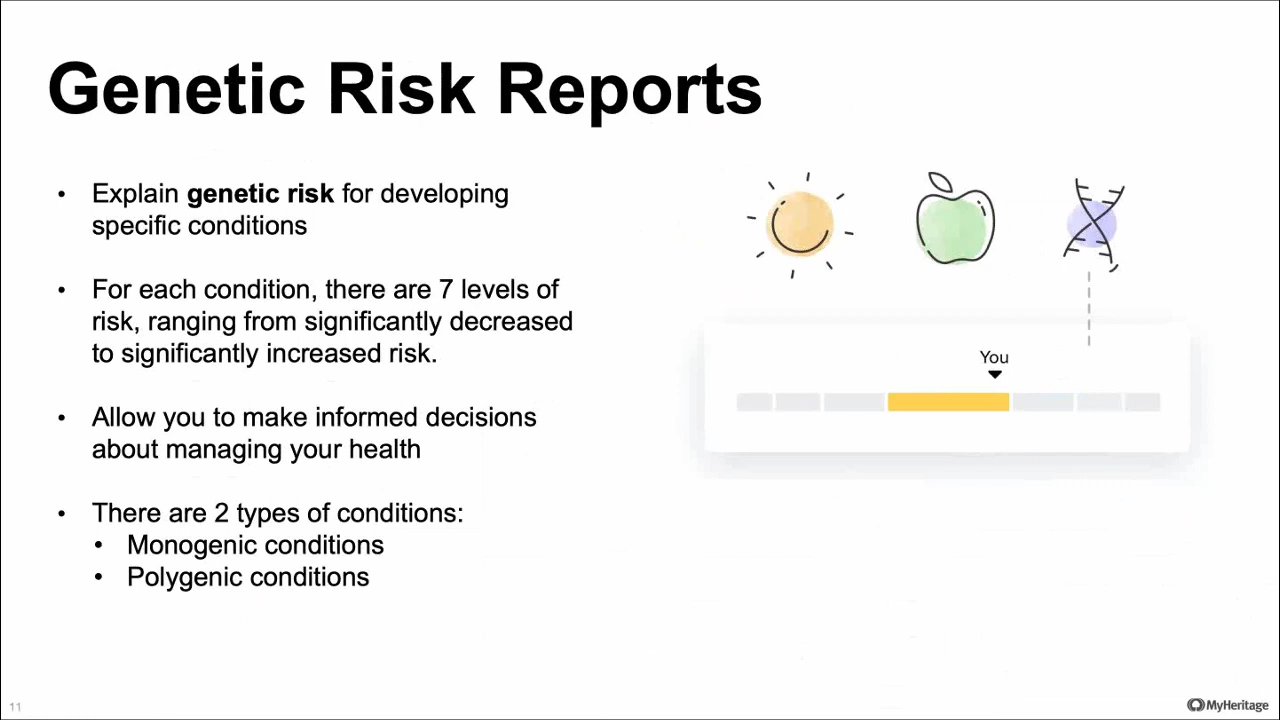 Genetic Risk Reports
• Explain genetic risk for developing
specific conditions
• For each condition, there are 7 levels of
risk, ranging from significantly decreased
to significantly increased risk.
• Allow you to make informed decisions
about managing your health
• There are 2 types of conditions:
• Monogenic conditions
• Polygenic conditions
You
11
MyHeritage